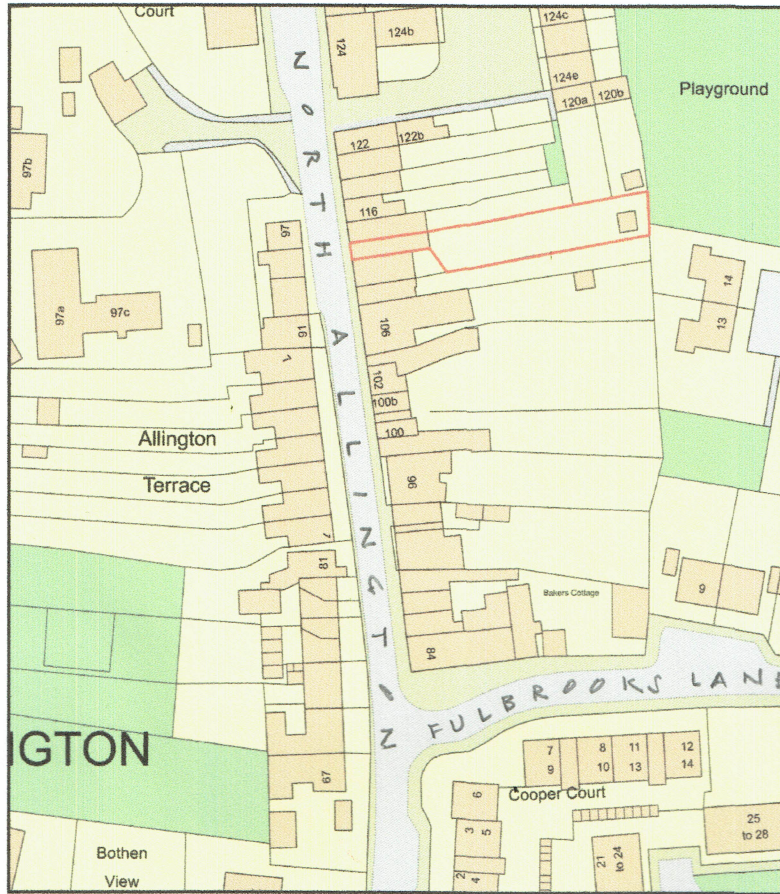 Court
124
124b
124c
124e
120a
120b
Playground
NORTH ALLINGTON
122
122b
116
97b
97
97a
97c
91
1
106
14
13
102
100b
100
Allington
Terrace
96
7
81
9
Bakers Cottage
84
FULBROOKS LANE
IGTON
67
7
8
11
12
9
10
13
14
Cooper Court
6
3
5
2
4
25
to 28
21
to 24
Bothen
View